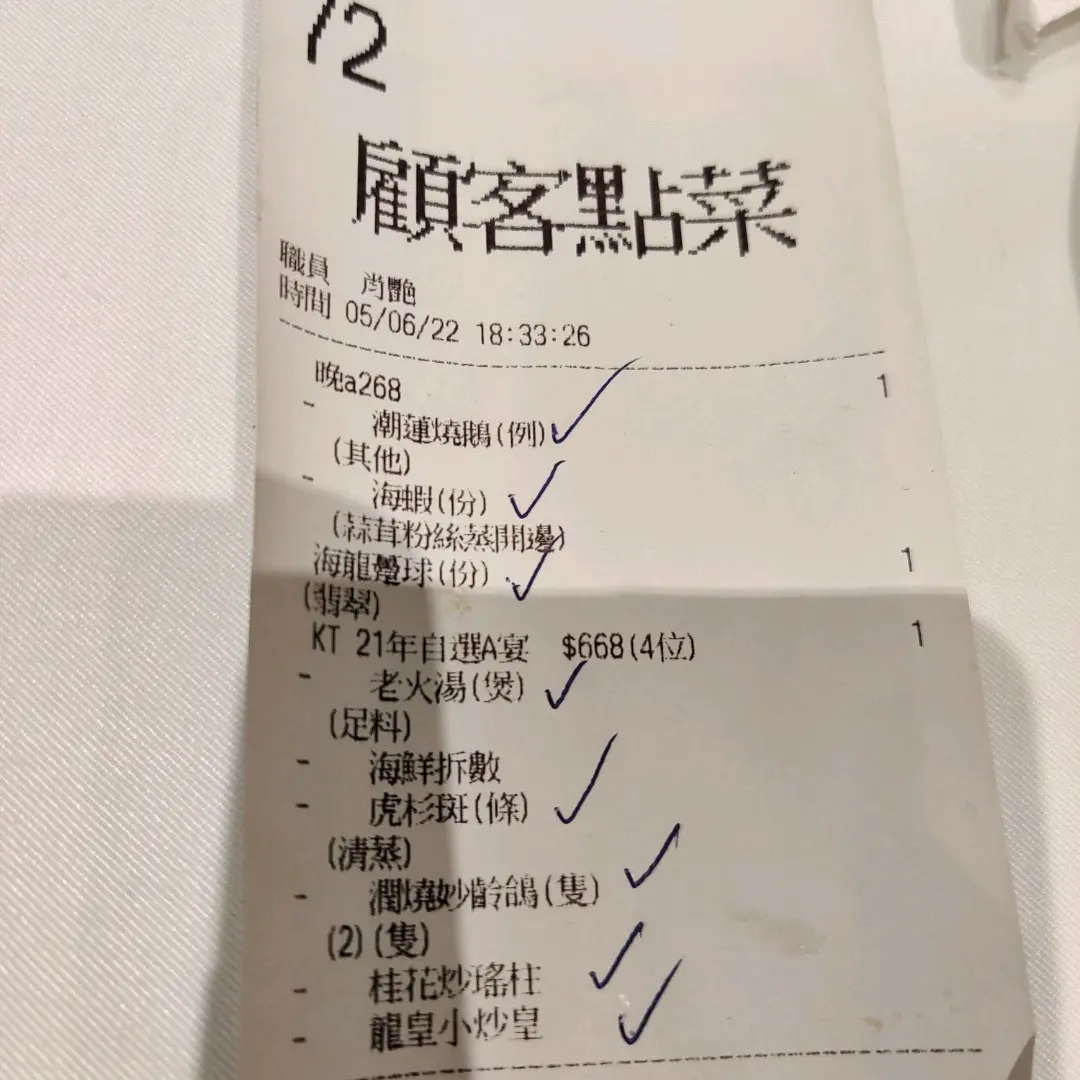 /2
顧客點菜
職員 肖艷
時間 05/06/22 18:33:26
晚a268 1
- 潮蓮燒鵝(例)
(其他)
- 海蝦(份)
(蒜茸粉絲蒸開邊)
海龍躉球(份) 1
(翡翠)
KT 21年自選A宴 $668(4位) 1
- 老火湯(煲)
(足料)
- 海鮮拆數
- 虎杉斑(條)
(清蒸)
- 潤燒妙齡鴿(隻)
(2)(隻)
- 桂花炒瑤柱
- 龍皇小炒皇